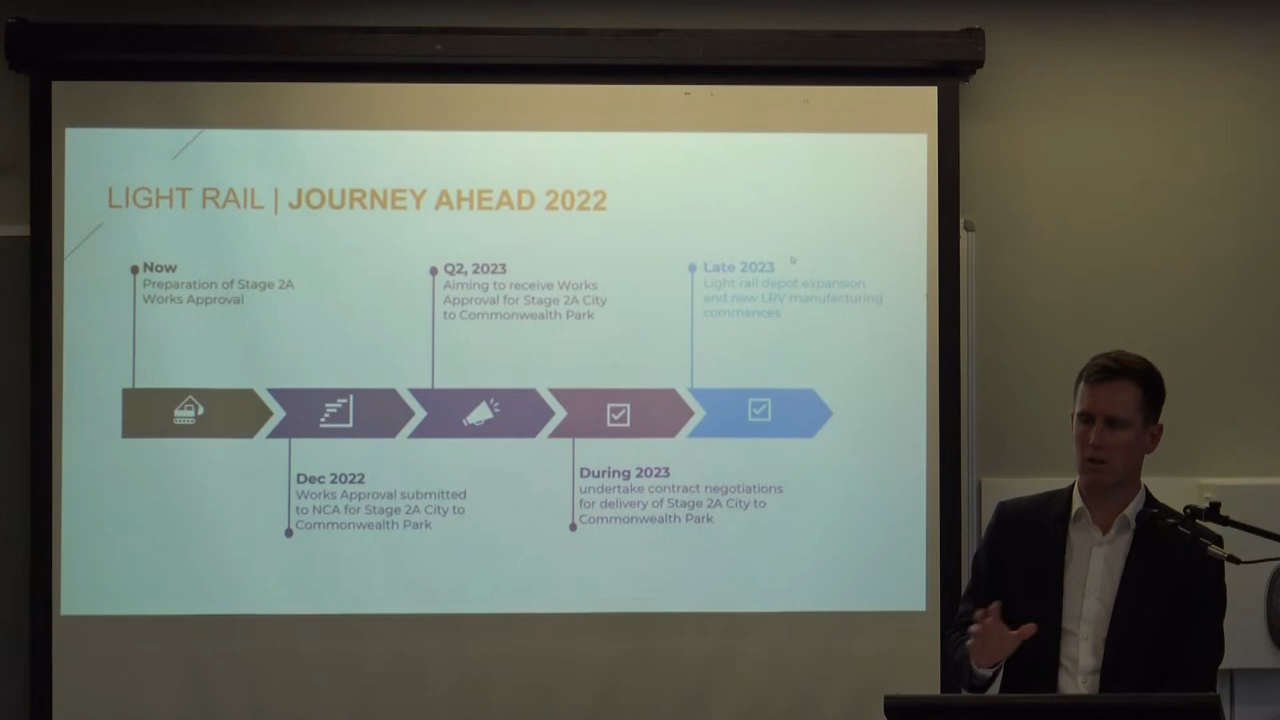 LIGHT RAIL | JOURNEY AHEAD 2022
Now
Preparation of Stage 2A
Works Approval
Q2, 2023
Aiming to receive Works
Approval for Stage 2A City
to Commonwealth Park
Late 2023
Light rail depot expansion
and new LRV manufacturing
commences
Dec 2022
Works Approval submitted
to NCA for Stage 2A City to
Commonwealth Park
During 2023
undertake contract negotiations
for delivery of Stage 2A City to
Commonwealth Park